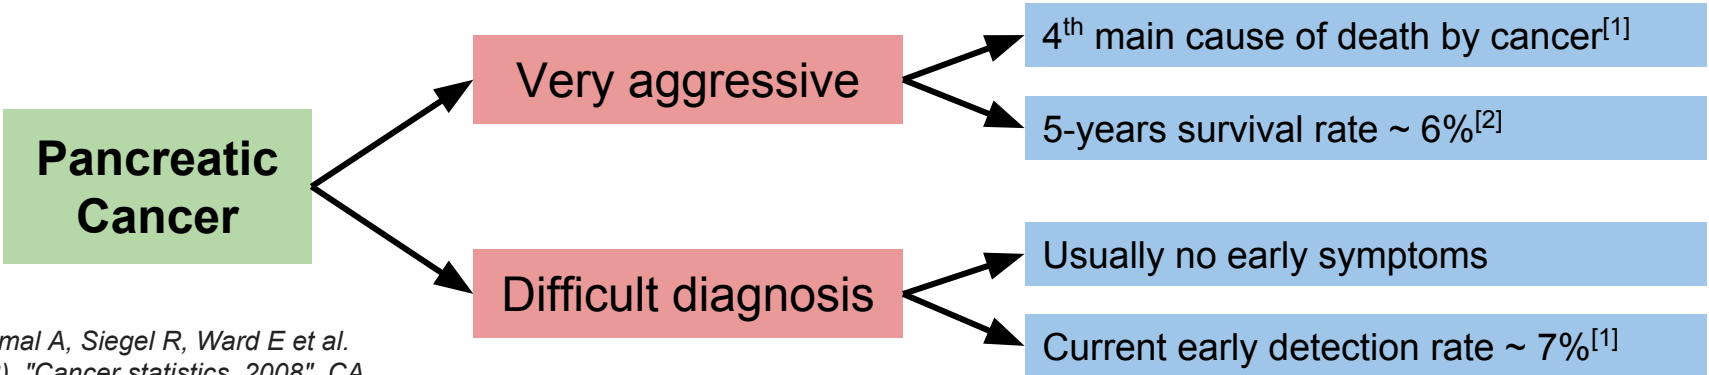 4th main cause of death by cancer[1]
Very aggressive
5-years survival rate ~ 6%[2]
Pancreatic
Cancer
Usually no early symptoms
Difficult diagnosis
Current early detection rate ~ 7%[1]
mal A, Siegel R, Ward E et al.
"Cancer statistics, 2008", CA